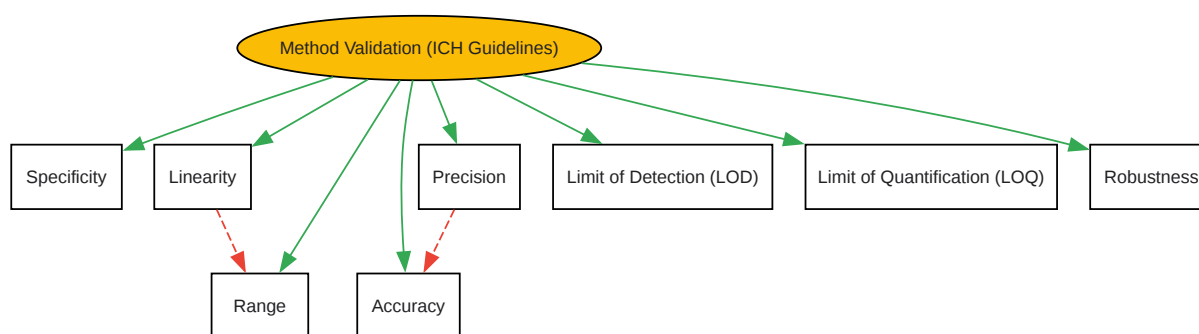 Method Validation (ICH Guidelines)
Specificity
Linearity
Precision
Limit of Detection (LOD)
Limit of Quantification (LOQ)
Robustness
Range
Accuracy